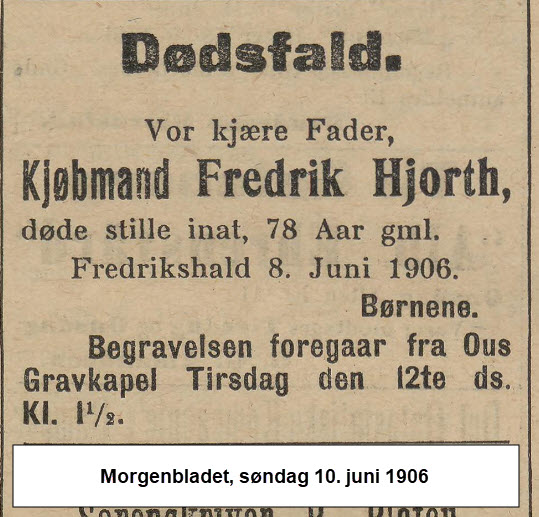 Dødsfald.
Vor kjære Fader,
Kjøbmand Fredrik Hjorth,
døde stille inat, 78 Aar gml.
Fredrikshald 8. Juni 1906.
Børnene.
Begravelsen foregaar fra Ous
Gravkapel Tirsdag den 12te ds.
Kl. 1½.
Morgenbladet, søndag 10. juni 1906